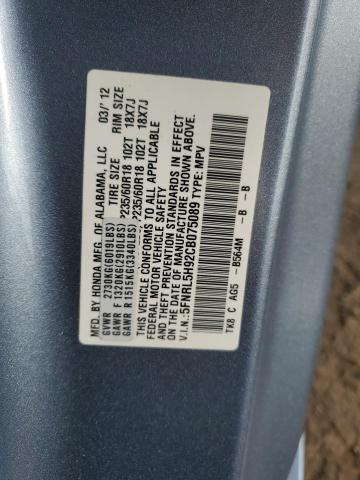 MFD. BY HONDA MFG. OF ALABAMA, LLC 03/'12
GVWR 2730KG(6019LBS) TIRE SIZE RIM SIZE
GAWR F 1320KG(2910LBS) P235/60R18 102T 18X7J
GAWR R 1515KG(3340LBS) P235/60R18 102T 18X7J
THIS VEHICLE CONFORMS TO ALL APPLICABLE
FEDERAL MOTOR VEHICLE SAFETY
AND THEFT PREVENTION STANDARDS IN EFFECT
ON THE DATE OF MANUFACTURE SHOWN ABOVE.
V.I.N.: 5FNRL5H92CB075089 TYPE: MPV
TK8 C AG5 -B564M -B -B